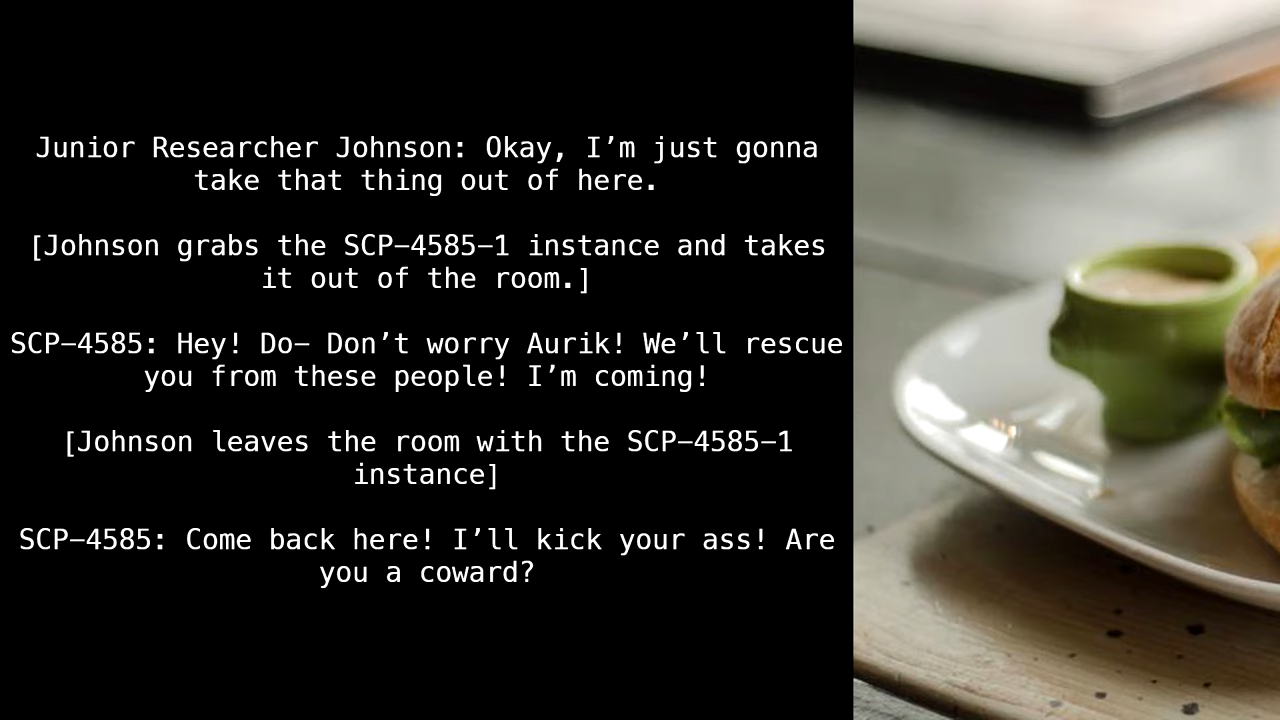 Junior Researcher Johnson: Okay, I’m just gonna
take that thing out of here.
[Johnson grabs the SCP–4585–1 instance and takes
it out of the room.]
SCP–4585: Hey! Do– Don’t worry Aurik! We’ll rescue
you from these people! I’m coming!
[Johnson leaves the room with the SCP–4585–1
instance]
SCP–4585: Come back here! I’ll kick your ass! Are
you a coward?